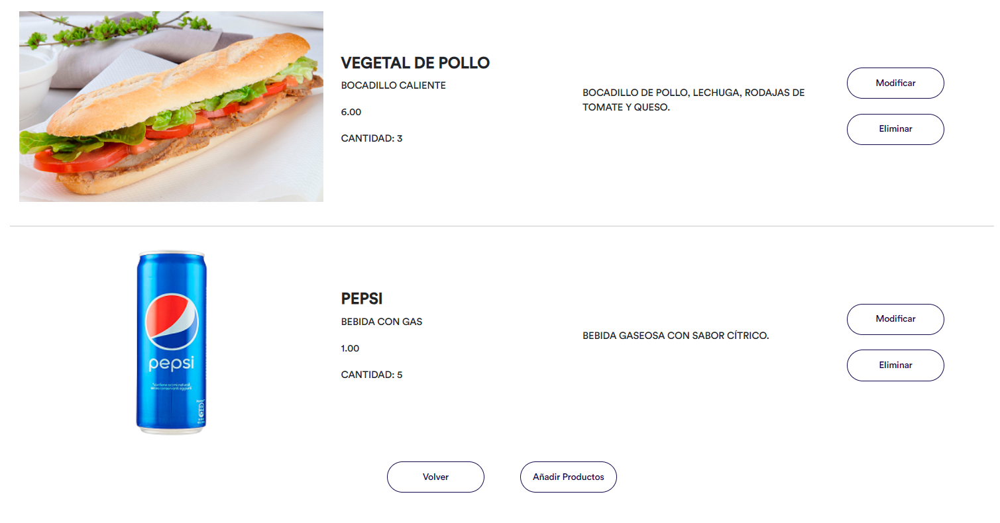 VEGETAL DE POLLO
BOCADILLO CALIENTE
6.00
CANTIDAD: 3
BOCADILLO DE POLLO, LECHUGA, RODAJAS DE
TOMATE Y QUESO.
Modificar
Eliminar
pepsi
PEPSI
BEBIDA CON GAS
1.00
CANTIDAD: 5
BEBIDA GASEOSA CON SABOR CÍTRICO.
Modificar
Eliminar
Volver
Añadir Productos